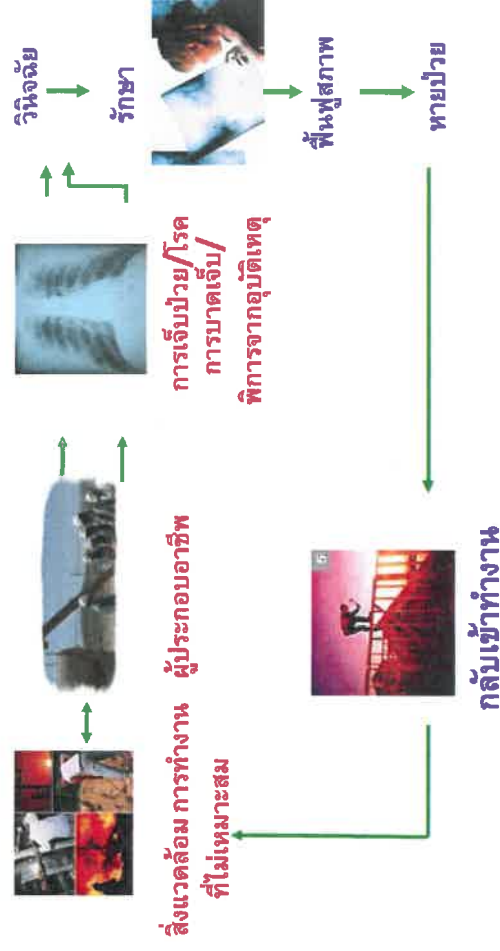 สิ่งแวดล้อม การทำงาน
ที่ไม่เหมาะสม
ผู้ประกอบอาชีพ
การเจ็บป่วย/โรค
การบาดเจ็บ/
พิการจากอุบัติเหตุ
วินิจฉัย
รักษา
ฟื้นฟูสภาพ
หายป่วย
กลับเข้าทำงาน